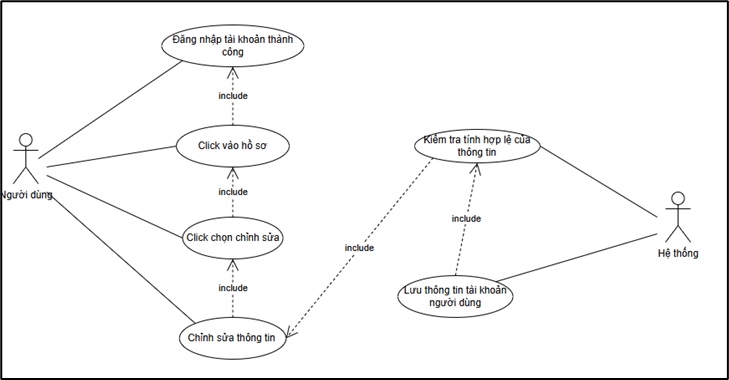 Đăng nhập tài khoản thành
công
include
Click vào hồ sơ
include
Click chọn chỉnh sửa
include
Chỉnh sửa thông tin
Người dùng
Kiểm tra tính hợp lệ của
thông tin
include
include
Lưu thông tin tài khoản
người dùng
Hệ thống